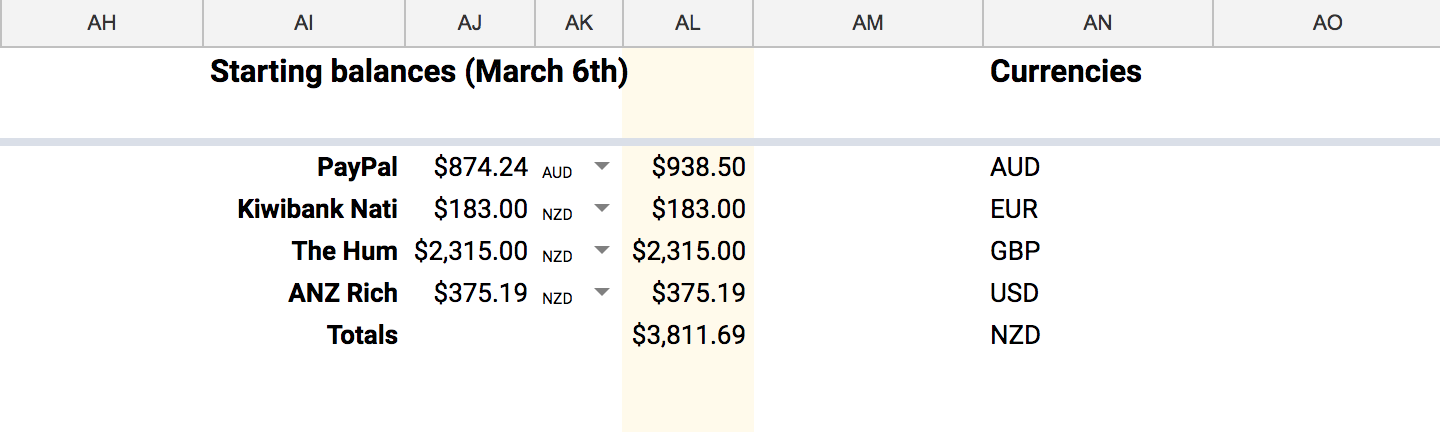 AH AI AJ AK AL AM AN AO
Starting balances (March 6th) Currencies
PayPal $874.24 AUD $938.50 AUD
Kiwibank Nati $183.00 NZD $183.00 EUR
The Hum $2,315.00 NZD $2,315.00 GBP
ANZ Rich $375.19 NZD $375.19 USD
Totals $3,811.69 NZD